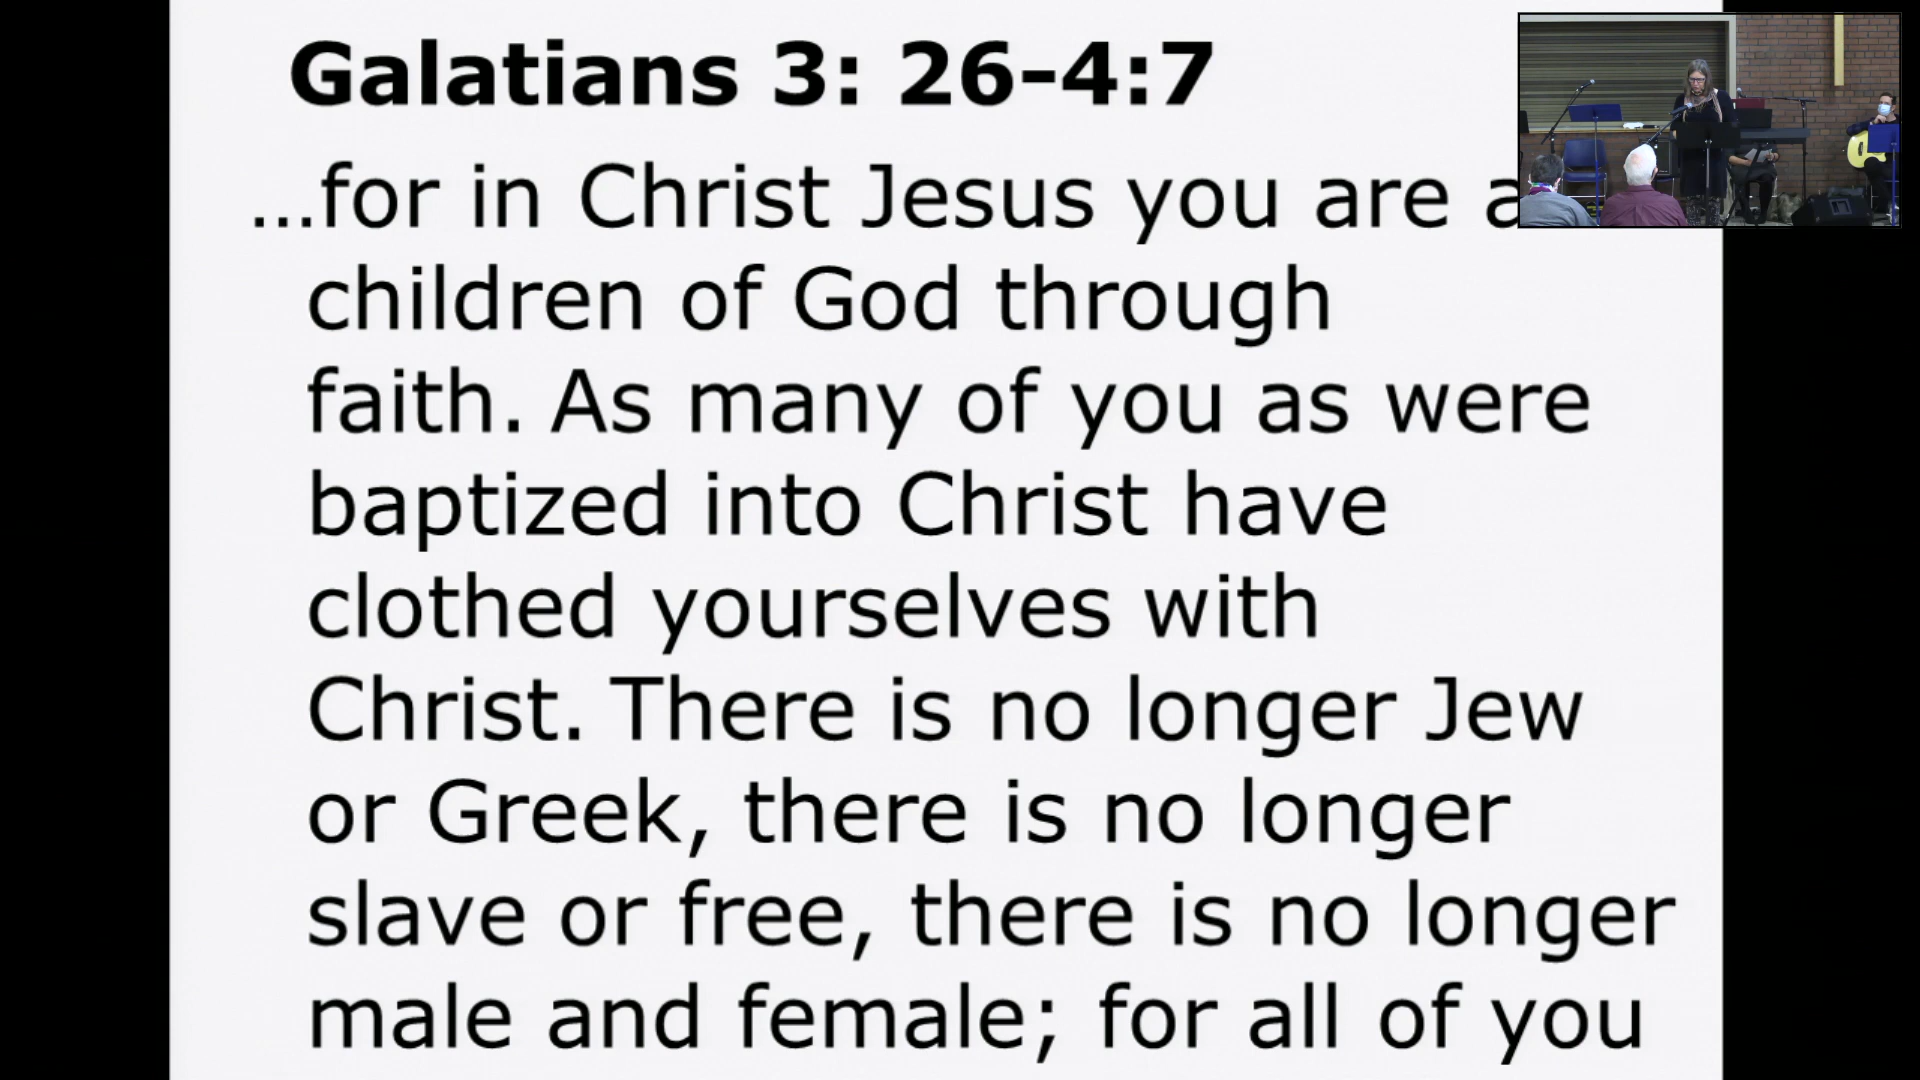 Galatians 3: 26-4:7
...for in Christ Jesus you are
children of God through
faith. As many of you as were
baptized into Christ have
clothed yourselves with
Christ. There is no longer Jew
or Greek, there is no longer
slave or free, there is no longer
male and female; for all of you